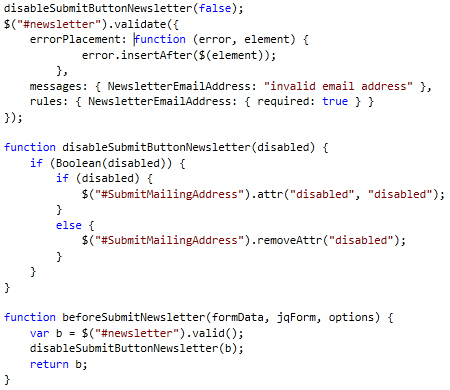 disableSubmitButtonNewsletter(false);
$("#newsletter").validate({
    errorPlacement: function (error, element) {
            error.insertAfter($(element));
        },
    messages: { NewsletterEmailAddress: "invalid email address" },
    rules: { NewsletterEmailAddress: { required: true } }
});

function disableSubmitButtonNewsletter(disabled) {
    if (Boolean(disabled)) {
        if (disabled) {
            $("#SubmitMailingAddress").attr("disabled", "disabled");
        }
        else {
            $("#SubmitMailingAddress").removeAttr("disabled");
        }
    }
}

function beforeSubmitNewsletter(formData, jqForm, options) {
    var b = $("#newsletter").valid();
    disableSubmitButtonNewsletter(b);
    return b;
}